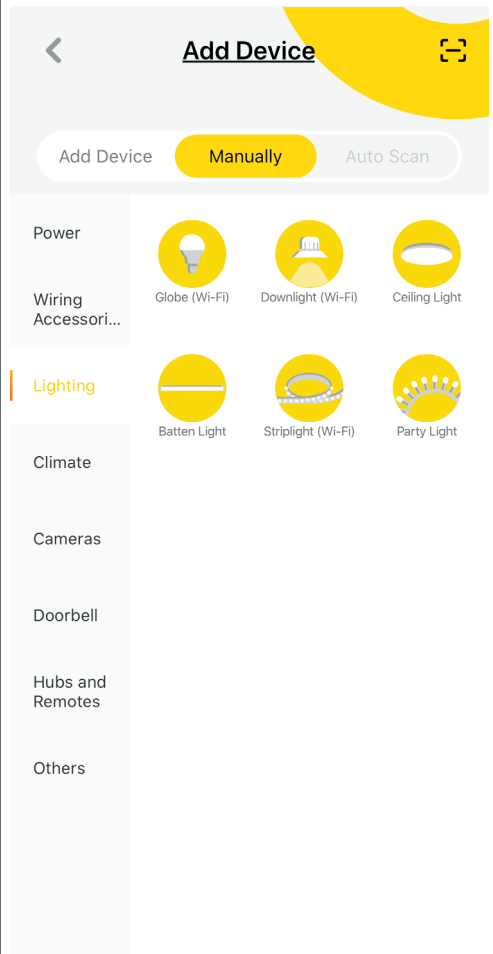 Add Device
Add Device Manually Auto Scan
Power
Wiring
Accessori...
Lighting
Climate
Cameras
Doorbell
Hubs and
Remotes
Others
Globe (Wi-Fi) Downlight (Wi-Fi) Ceiling Light
Batten Light Striplight (Wi-Fi) Party Light